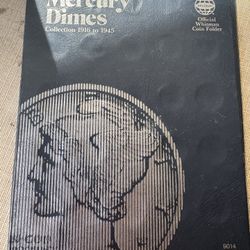 Mercury
Dimes
Collection 1916 to 1945
Official
Whitman
Coin Folder
9014